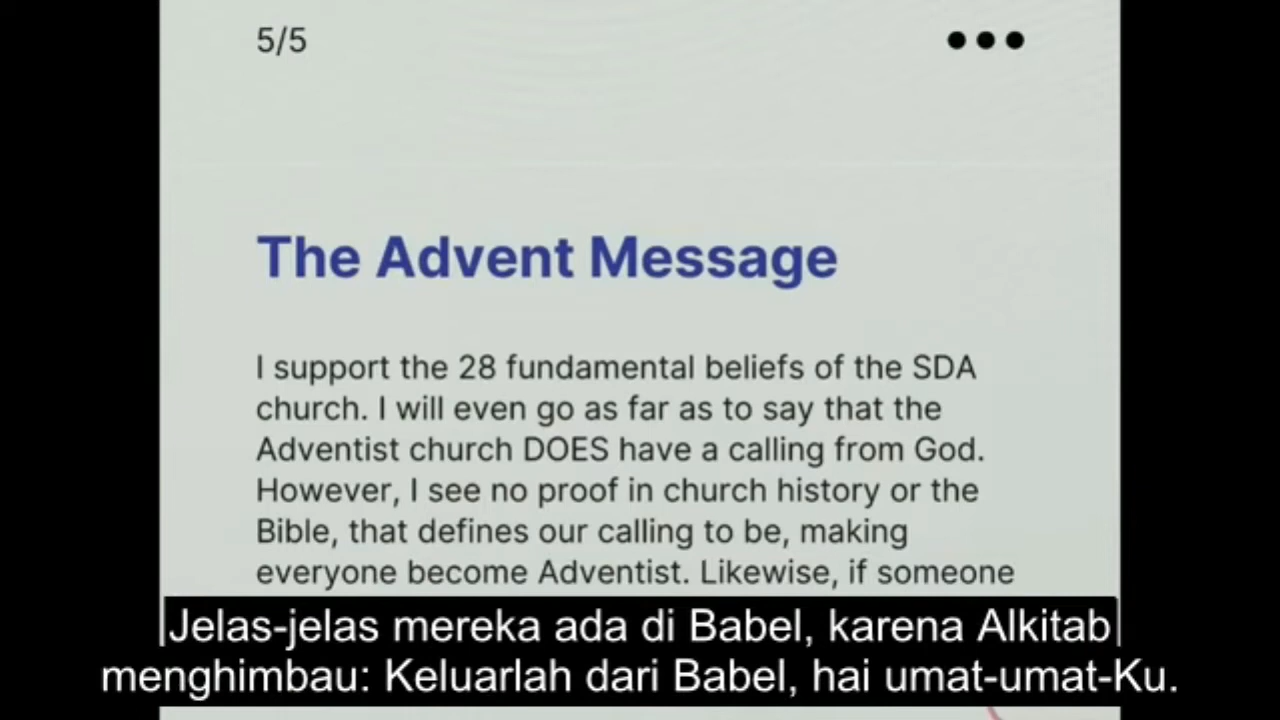 5/5
The Advent Message
I support the 28 fundamental beliefs of the SDA
church. I will even go as far as to say that the
Adventist church DOES have a calling from God.
However, I see no proof in church history or the
Bible, that defines our calling to be, making
everyone become Adventist. Likewise, if someone
Jelas-jelas mereka ada di Babel, karena Alkitab
menghimbau: Keluarlah dari Babel, hai umat-umat-Ku.